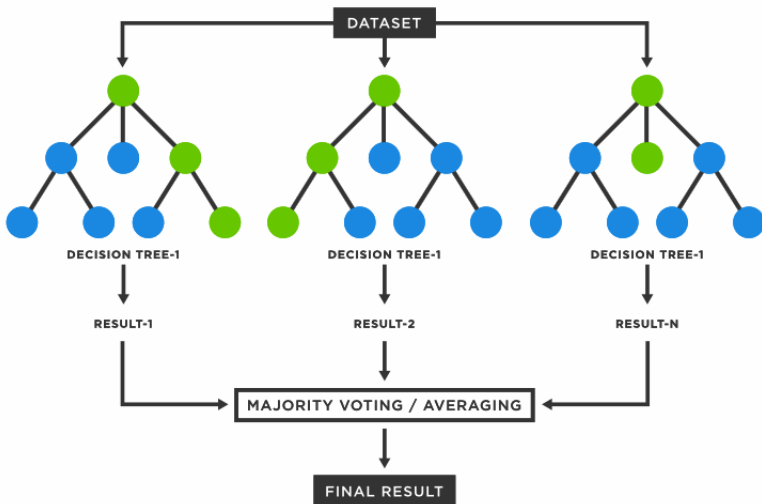 DATASET
DECISION TREE-1
DECISION TREE-1
DECISION TREE-1
RESULT-1
RESULT-2
RESULT-N
MAJORITY VOTING / AVERAGING
FINAL RESULT